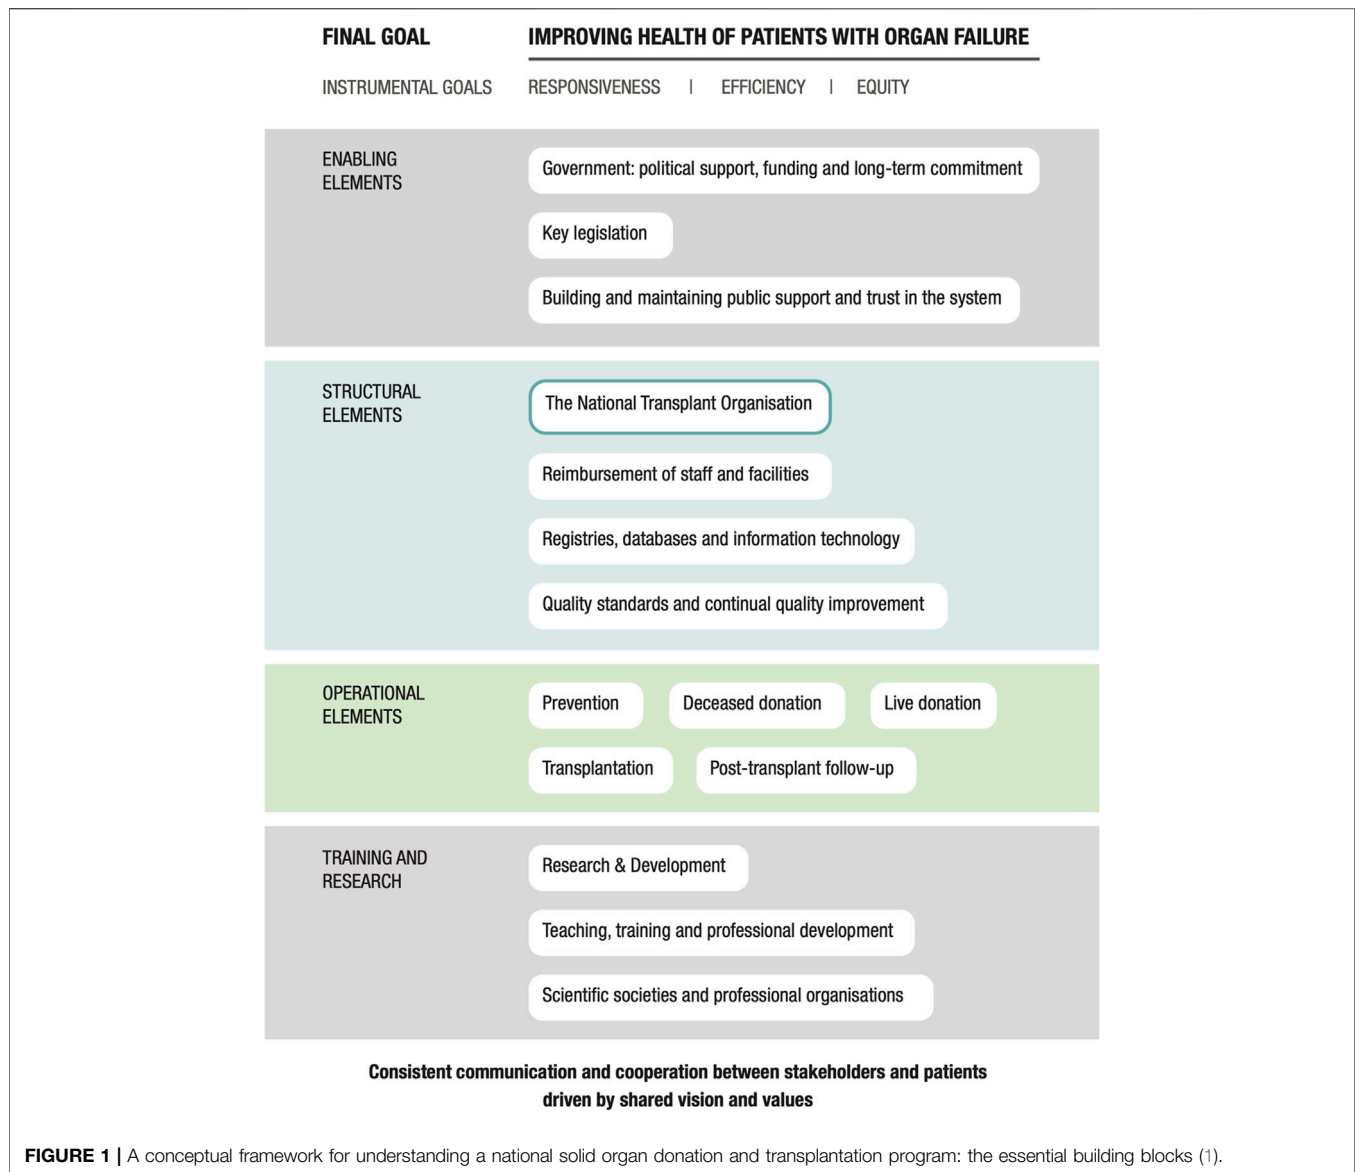 FINAL GOAL IMPROVING HEALTH OF PATIENTS WITH ORGAN FAILURE
INSTRUMENTAL GOALS RESPONSIVENESS | EFFICIENCY | EQUITY
ENABLING
ELEMENTS
Government: political support, funding and long-term commitment
Key legislation
Building and maintaining public support and trust in the system
STRUCTURAL
ELEMENTS
The National Transplant Organisation
Reimbursement of staff and facilities
Registries, databases and information technology
Quality standards and continual quality improvement
OPERATIONAL
ELEMENTS
Prevention Deceased donation Live donation
Transplantation Post-transplant follow-up
TRAINING AND
RESEARCH
Research & Development
Teaching, training and professional development
Scientific societies and professional organisations
Consistent communication and cooperation between stakeholders and patients
driven by shared vision and values
FIGURE 1 | A conceptual framework for understanding a national solid organ donation and transplantation program: the essential building blocks (1).